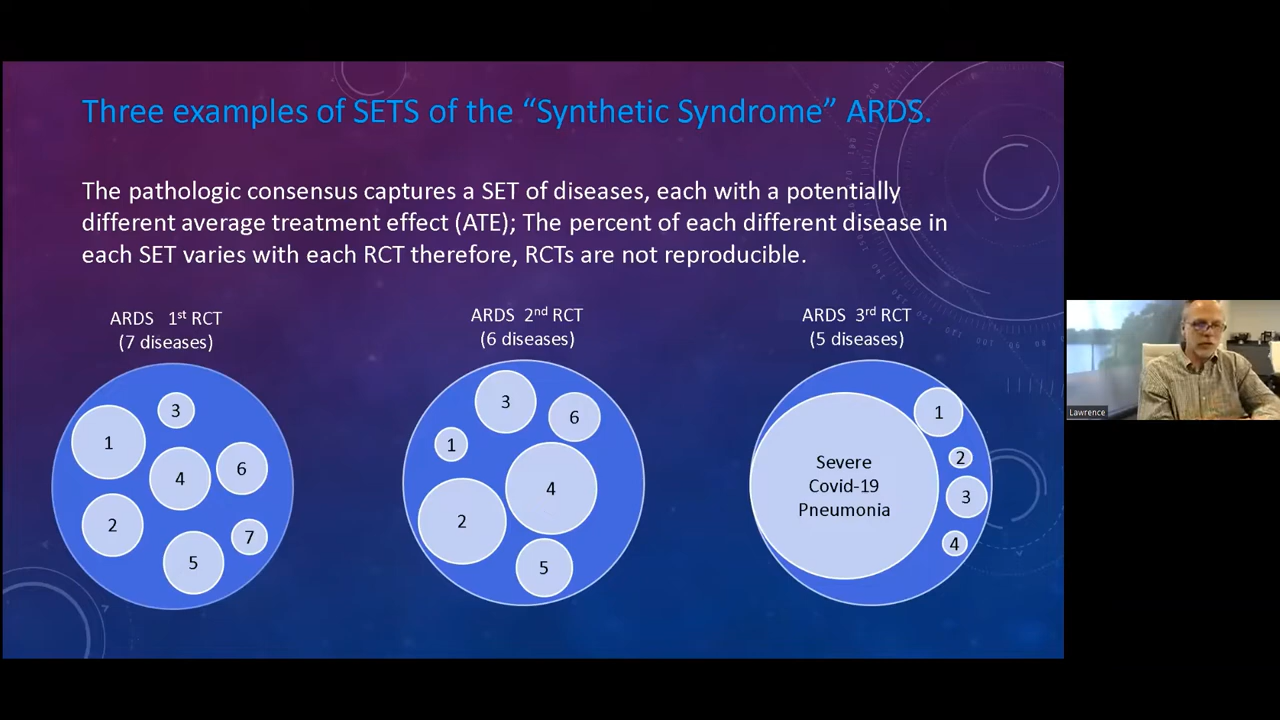 Three examples of SETS of the “Synthetic Syndrome” ARDS.
The pathologic consensus captures a SET of diseases, each with a potentially
different average treatment effect (ATE); The percent of each different disease in
each SET varies with each RCT therefore, RCTs are not reproducible.
ARDS 1st RCT
(7 diseases)
1
3
4
6
2
5
7
ARDS 2nd RCT
(6 diseases)
3
6
1
4
2
5
ARDS 3rd RCT
(5 diseases)
Severe
Covid-19
Pneumonia
1
2
3
4
Lawrence